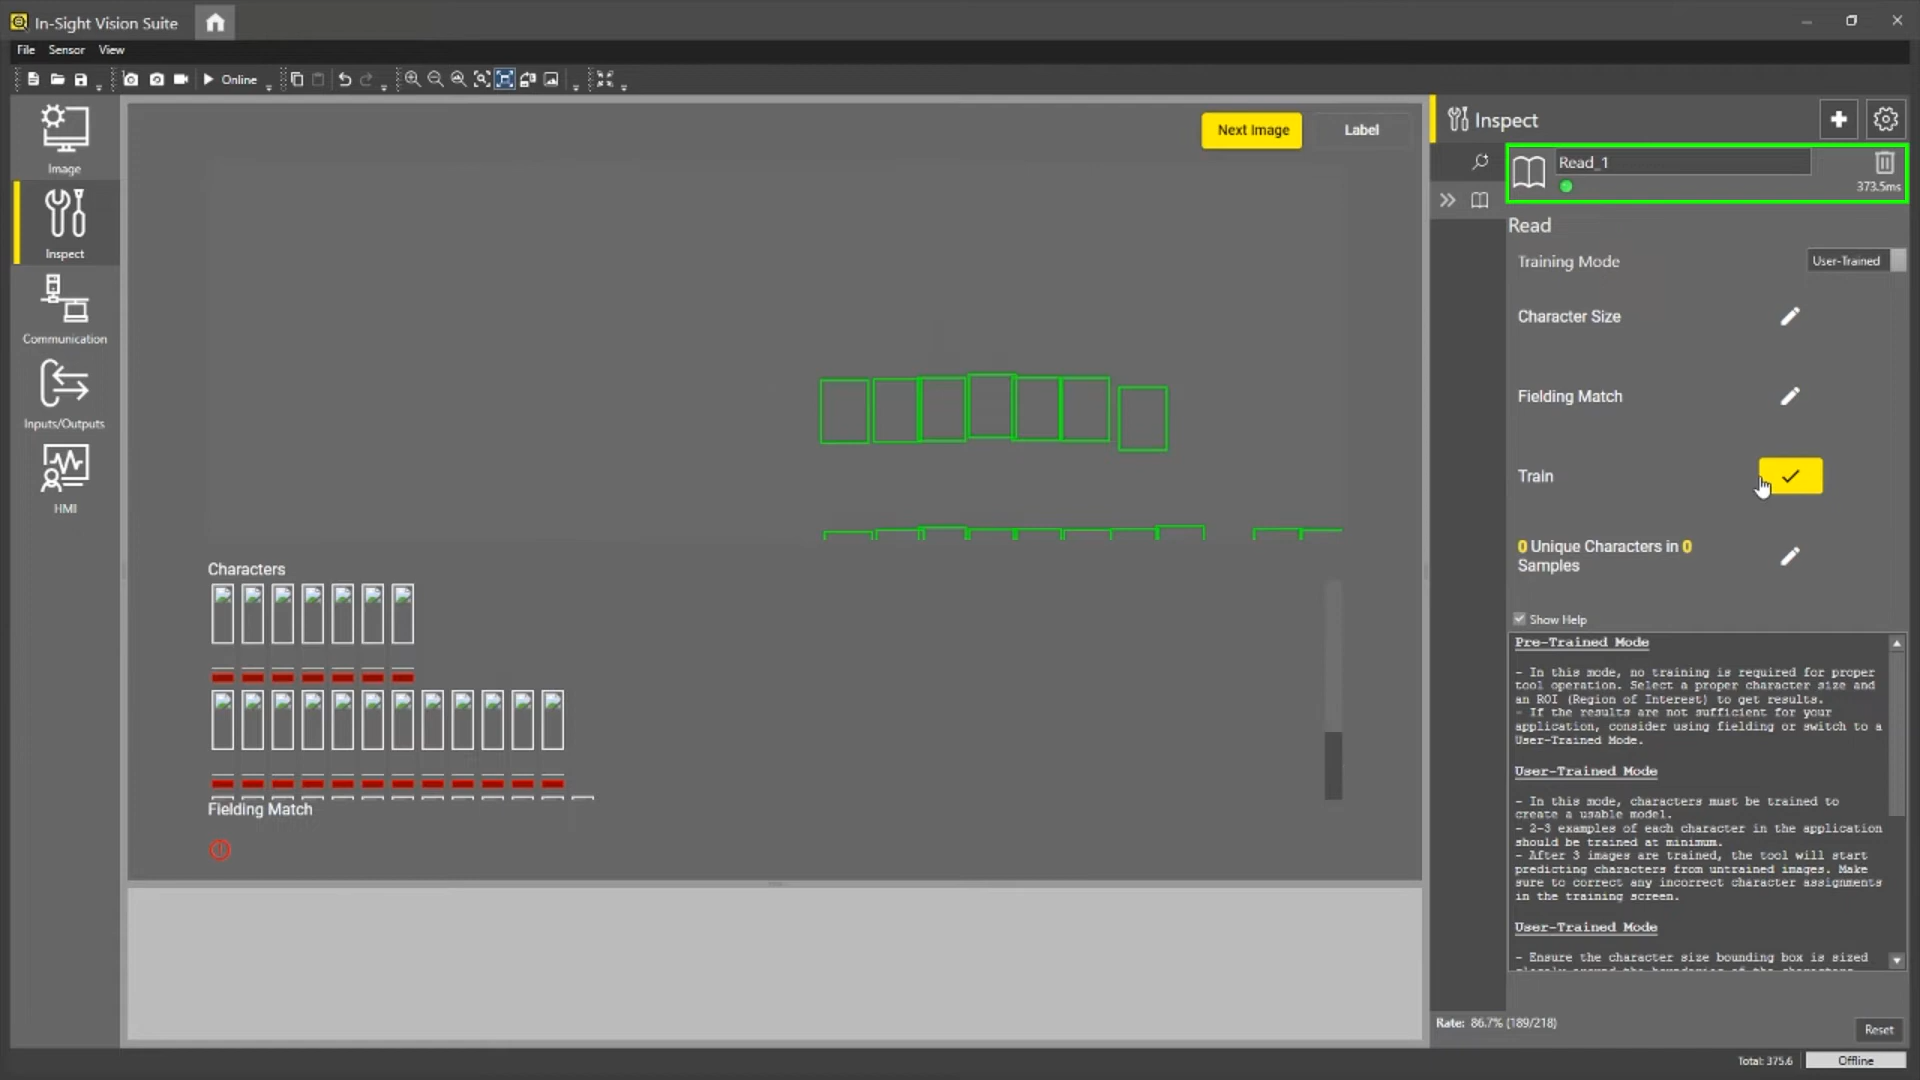 In-Sight Vision Suite
File Sensor View
Online
Image
Inspect
Communication
Inputs/Outputs
HMI
Next Image
Label
Characters
Fielding Match
Inspect
Read_1
373.5ms
Read
Training Mode
User-Trained
Character Size
Fielding Match
Train
0 Unique Characters in 0
Samples
Show Help
Pre-Trained Mode
- In this mode, no training is required for proper
tool operation. Select a proper character size and
an ROI (Region of Interest) to get results.
- If the results are not sufficient for your
application, consider using fielding or switch to a
User-Trained Mode.
User-Trained Mode
- In this mode, characters must be trained to
create a usable model.
- 2-3 examples of each character in the application
should be trained at minimum.
- After 3 images are trained, the tool will start
predicting characters from untrained images. Make
sure to correct any incorrect character assignments
in the training screen.
User-Trained Mode
- Ensure the character size bounding box is sized
Rate: 86.7% (189/218)
Reset
Total: 375.6
Offline